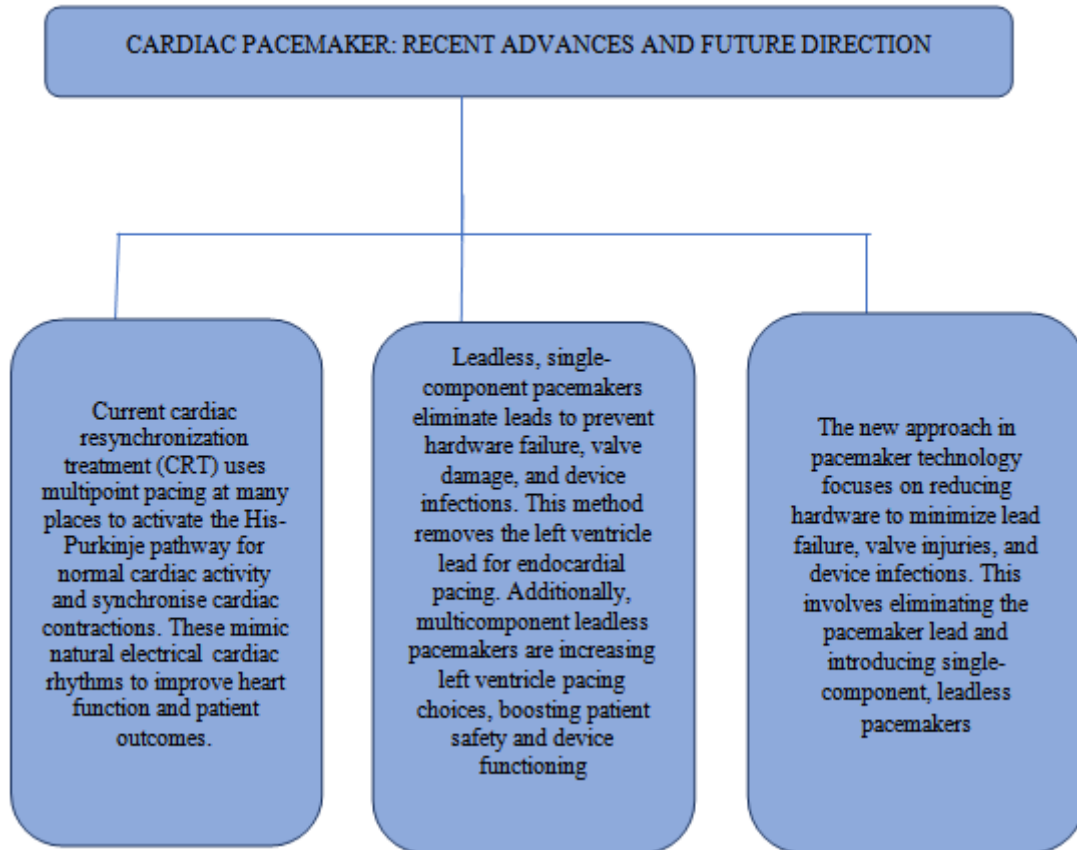 CARDIAC PACEMAKER: RECENT ADVANCES AND FUTURE DIRECTION
Current cardiac
resynchronization
treatment (CRT) uses
multipoint pacing at many
places to activate the His-
Purkinje pathway for
normal cardiac activity
and synchronise cardiac
contractions. These mimic
natural electrical cardiac
rhythms to improve heart
function and patient
outcomes.
Leadless, single-
component pacemakers
eliminate leads to prevent
hardware failure, valve
damage, and device
infections. This method
removes the left ventricle
lead for endocardial
pacing. Additionally,
multicomponent leadless
pacemakers are increasing
left ventricle pacing
choices, boosting patient
safety and device
functioning
The new approach in
pacemaker technology
focuses on reducing
hardware to minimize lead
failure, valve injuries, and
device infections. This
involves eliminating the
pacemaker lead and
introducing single-
component, leadless
pacemakers